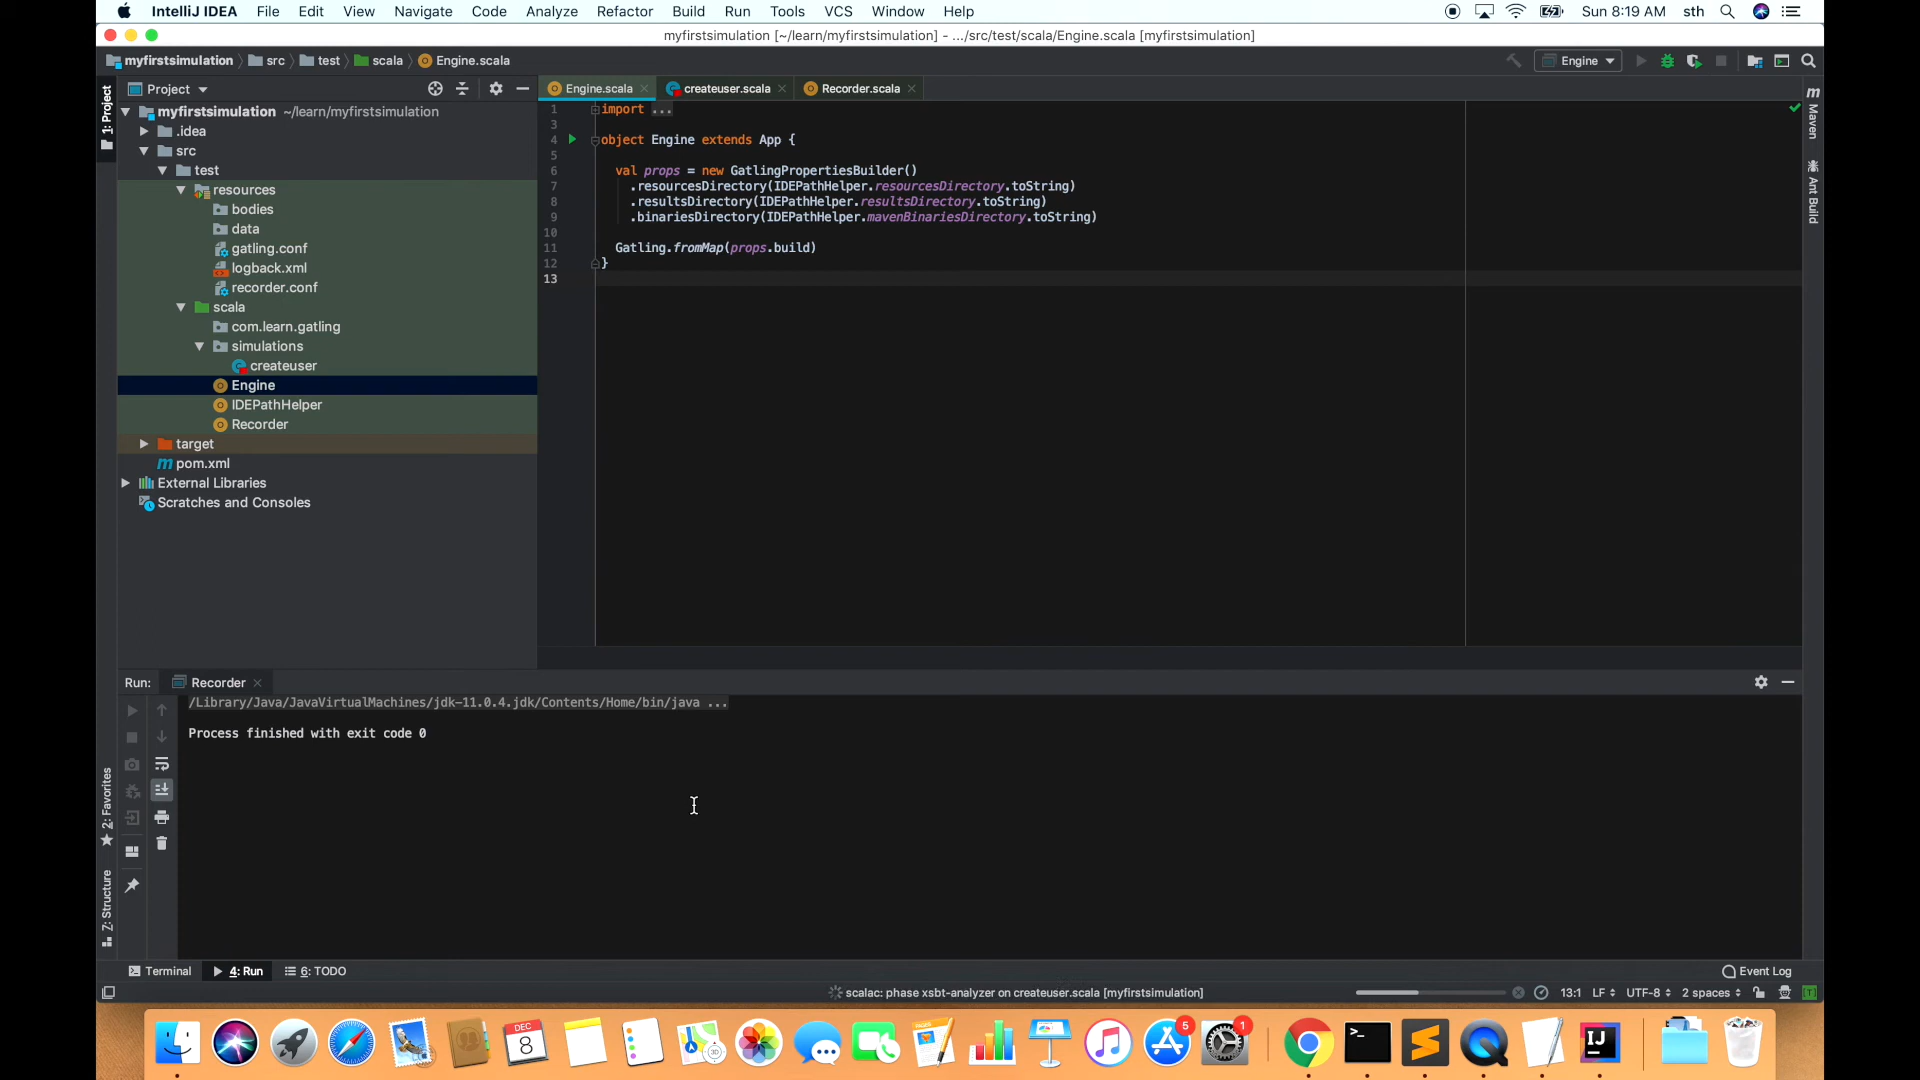 IntelliJ IDEA File Edit View Navigate Code Analyze Refactor Build Run Tools VCS Window Help Sun 8:19 AM sth
myfirstsimulation [~/learn/myfirstsimulation] - .../src/test/scala/Engine.scala [myfirstsimulation]
myfirstsimulation src test scala Engine.scala Engine
1: Project
Project
Engine.scala createuser.scala Recorder.scala
myfirstsimulation ~/learn/myfirstsimulation
.idea
src
test
resources
bodies
data
gatling.conf
logback.xml
recorder.conf
scala
com.learn.gatling
simulations
createuser
Engine
IDEPathHelper
Recorder
target
pom.xml
External Libraries
Scratches and Consoles
1 import ...
3
4 object Engine extends App {
5
6 val props = new GatlingPropertiesBuilder()
7 .resourcesDirectory(IDEPathHelper.resourcesDirectory.toString)
8 .resultsDirectory(IDEPathHelper.resultsDirectory.toString)
9 .binariesDirectory(IDEPathHelper.mavenBinariesDirectory.toString)
10
11 Gatling.fromMap(props.build)
12 }
13
Maven
Ant Build
Run: Recorder
/Library/Java/JavaVirtualMachines/jdk-11.0.4.jdk/Contents/Home/bin/java ...
Process finished with exit code 0
2: Favorites
Z: Structure
Terminal 4: Run 6: TODO Event Log
scalac: phase xsbt-analyzer on createuser.scala [myfirstsimulation] 13:1 LF UTF-8 2 spaces
DEC
8
5
1
IJ